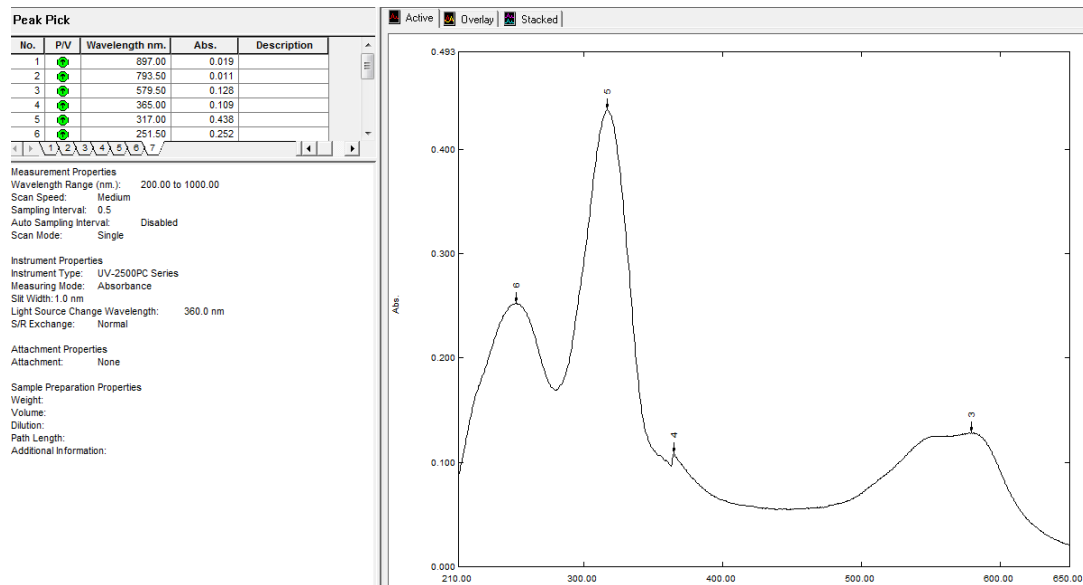 Peak Pick
No. P/V Wavelength nm. Abs. Description
1 897.00 0.019
2 793.50 0.011
3 579.50 0.128
4 365.00 0.109
5 317.00 0.438
6 251.50 0.252
1 2 3 4 5 6 7
Measurement Properties
Wavelength Range (nm.): 200.00 to 1000.00
Scan Speed: Medium
Sampling Interval: 0.5
Auto Sampling Interval: Disabled
Scan Mode: Single
Instrument Properties
Instrument Type: UV-2500PC Series
Measuring Mode: Absorbance
Slit Width: 1.0 nm
Light Source Change Wavelength: 360.0 nm
S/R Exchange: Normal
Attachment Properties
Attachment: None
Sample Preparation Properties
Weight:
Volume:
Dilution:
Path Length:
Additional Information:
Active Overlay Stacked
0.493
0.400
0.300
0.200
0.100
0.000
Abs.
6
5
4
3
210.00 300.00 400.00 500.00 600.00 650.00